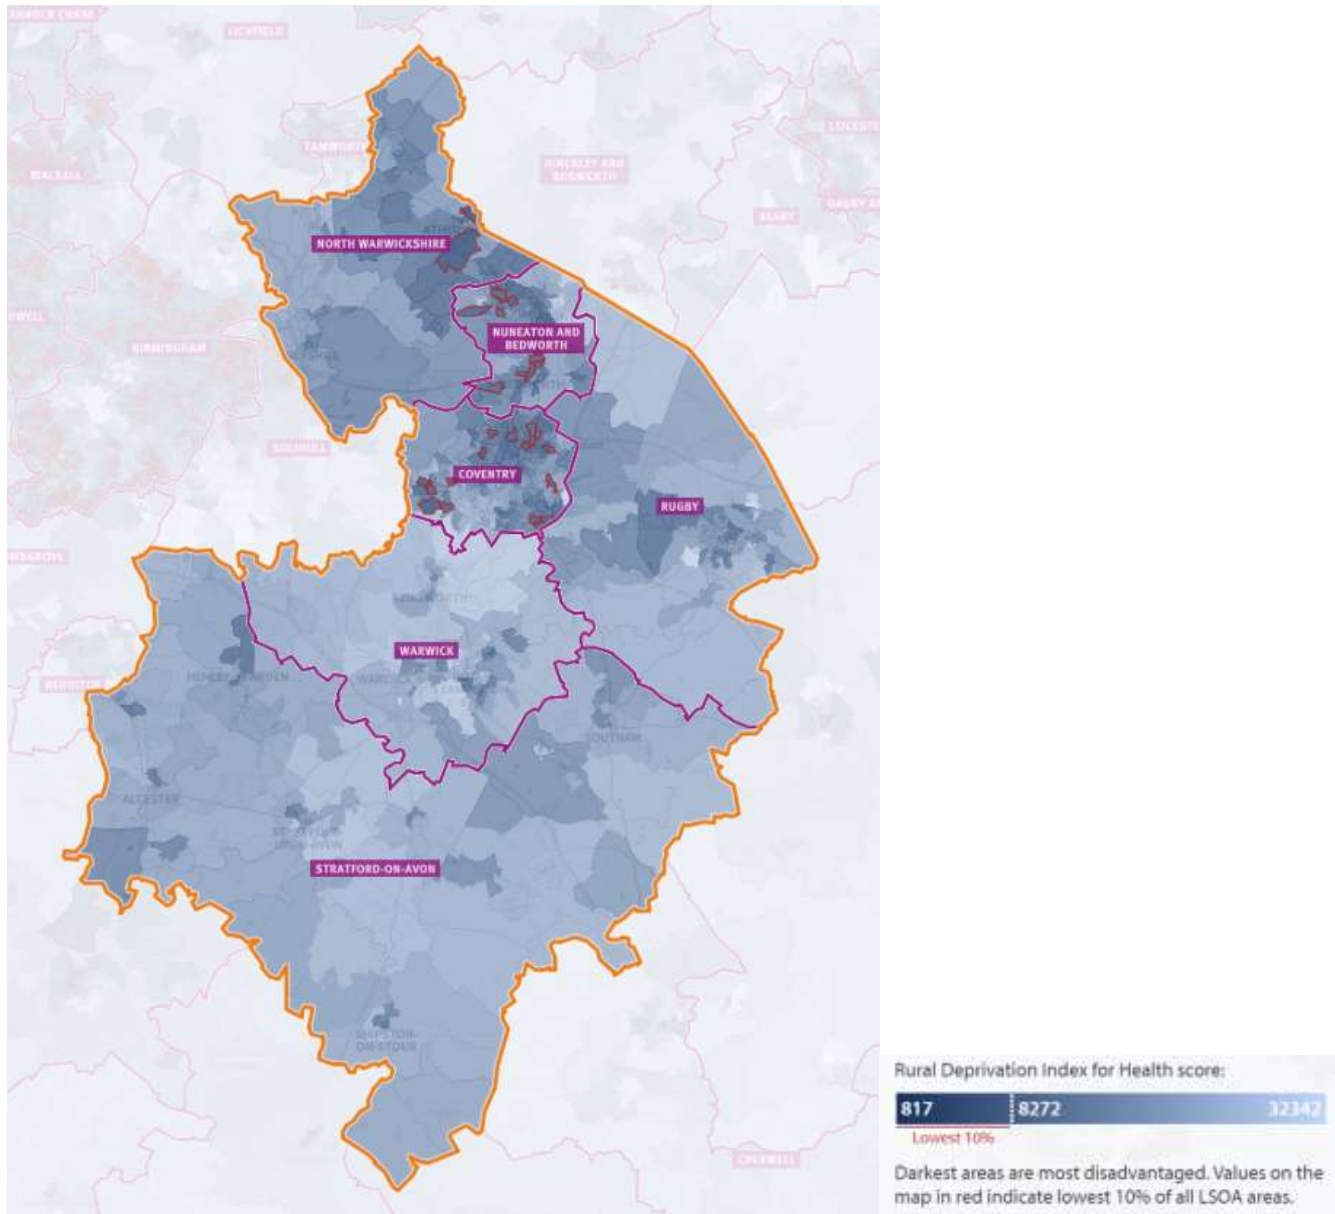 LICHFIELD
TAMWORTH
WALSALL
HINCKLEY AND
BOSWORTH
BLABY
NORTH WARWICKSHIRE
NUNEATON AND
BEDWORTH
BIRMINGHAM
COVENTRY
RUGBY
WARWICK
REDDITCH
SOUTHAM
ALCESTER
STRATFORD-ON-AVON
SHIPSTON-
ON-STOUR
CHERWELL
Rural Deprivation Index for Health score:
817 8272 32342
Lowest 10%
Darkest areas are most disadvantaged. Values on the
map in red indicate lowest 10% of all LSOA areas.